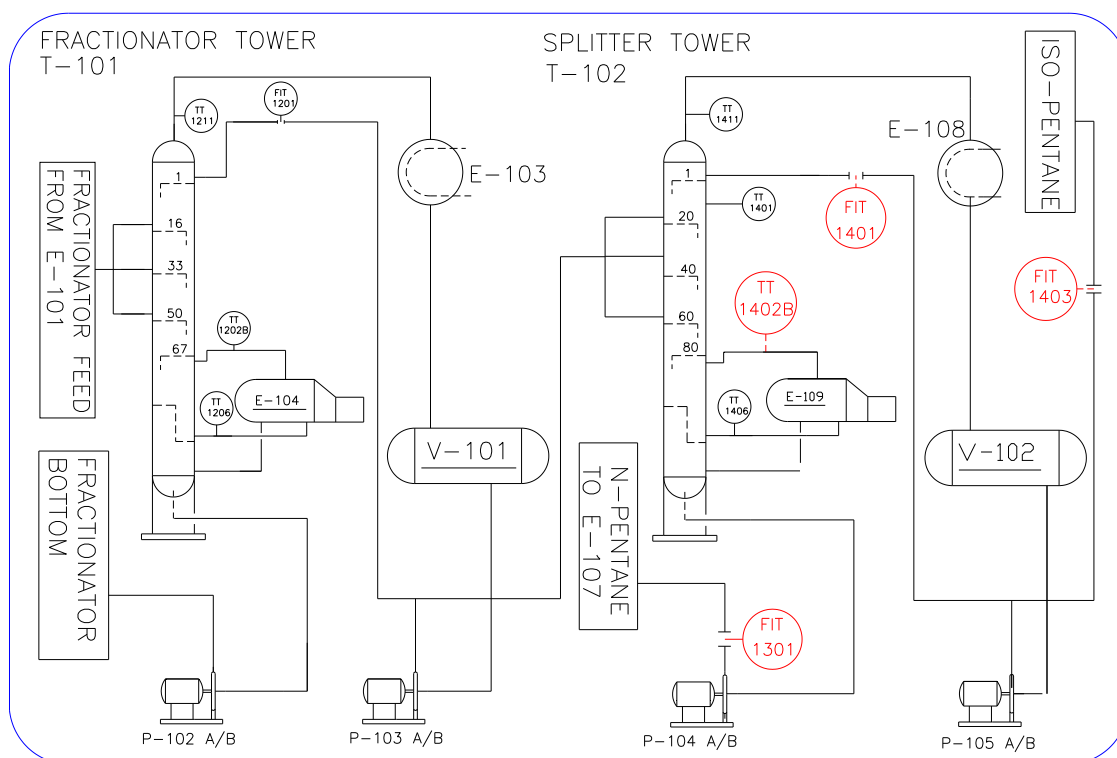 FRACTIONATOR TOWER
T-101
SPLITTER TOWER
T-102
ISO-PENTANE
FIT
1201
TT
1211
TT
1411
E-103
E-108
FRACTIONATOR FEED
FROM E-101
1
16
33
50
67
1
20
40
60
80
TT
1401
FIT
1401
FIT
1403
TT
1202B
TT
1402B
E-104
E-109
TT
1206
TT
1406
V-101
V-102
FRACTIONATOR
BOTTOM
N-PENTANE
TO E-107
FIT
1301
P-102 A/B
P-103 A/B
P-104 A/B
P-105 A/B